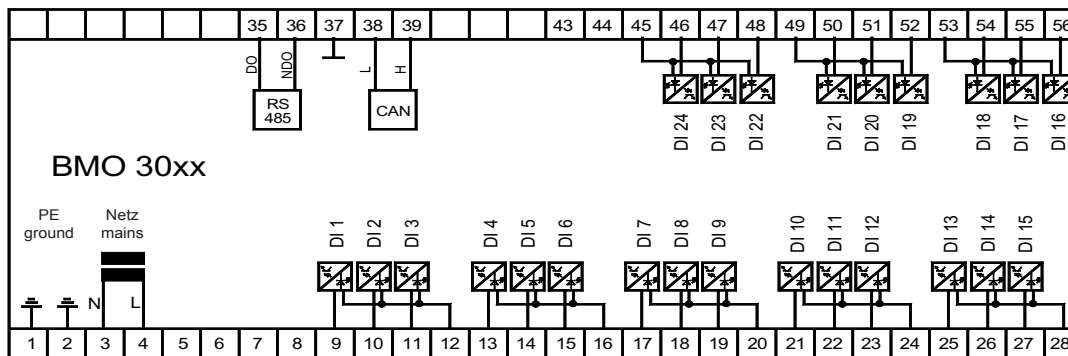 35 36 37 38 39 43 44 45 46 47 48 49 50 51 52 53 54 55 56
DO NDO L H
RS
485
CAN
DI 24 DI 23 DI 22 DI 21 DI 20 DI 19 DI 18 DI 17 DI 16
BMO 30xx
PE
ground
Netz
mains
DI 1 DI 2 DI 3 DI 4 DI 5 DI 6 DI 7 DI 8 DI 9 DI 10 DI 11 DI 12 DI 13 DI 14 DI 15
N L
1 2 3 4 5 6 7 8 9 10 11 12 13 14 15 16 17 18 19 20 21 22 23 24 25 26 27 28